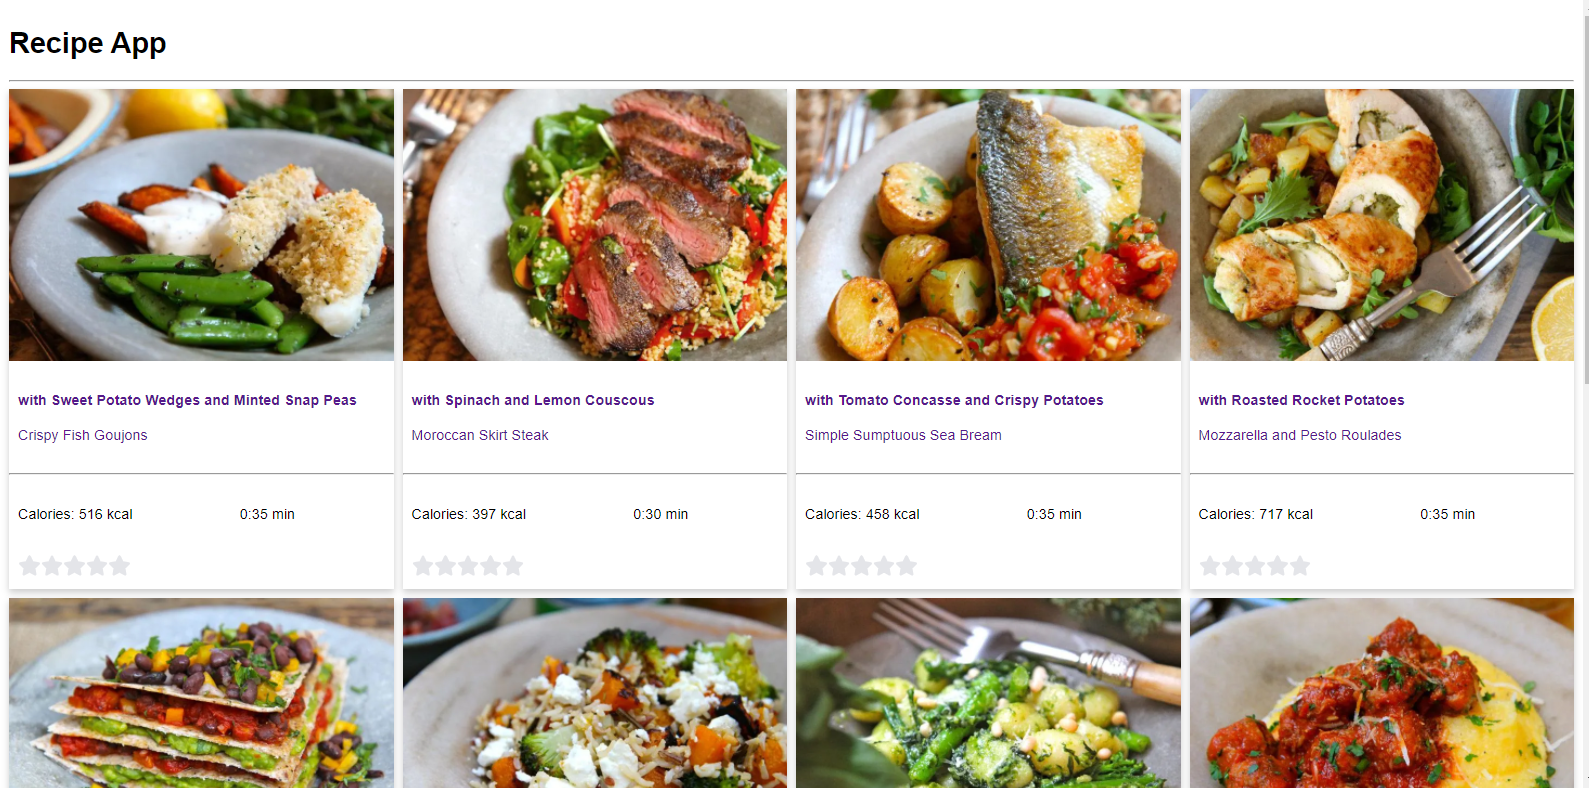 Recipe App
with Sweet Potato Wedges and Minted Snap Peas
Crispy Fish Goujons
Calories: 516 kcal 0:35 min
with Spinach and Lemon Couscous
Moroccan Skirt Steak
Calories: 397 kcal 0:30 min
with Tomato Concasse and Crispy Potatoes
Simple Sumptuous Sea Bream
Calories: 458 kcal 0:35 min
with Roasted Rocket Potatoes
Mozzarella and Pesto Roulades
Calories: 717 kcal 0:35 min